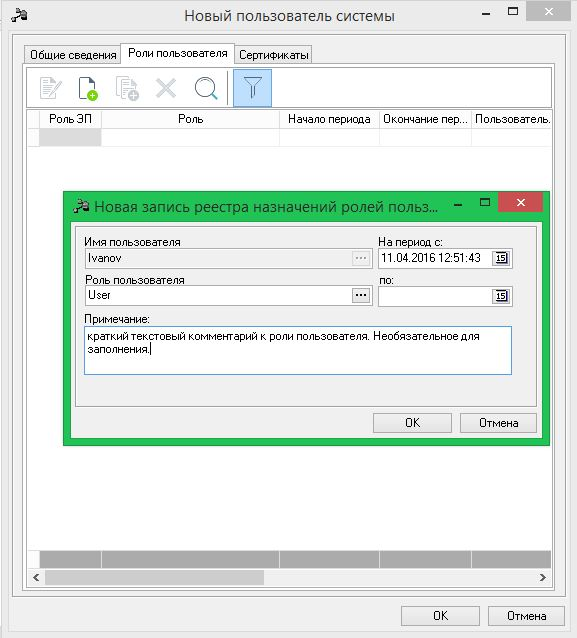 Новый пользователь системы
Общие сведения
Роли пользователя
Сертификаты
Роль ЭП
Роль
Начало периода
Окончание пер...
Пользователь.
Новая запись реестра назначений ролей польз...
Имя пользователя
На период с:
Ivanov
...
11.04.2016 12:51:43
15
Роль пользователя
по:
User
...
15
Примечание:
краткий текстовый комментарий к роли пользователя. Необязательное для
заполнения.
OK
Отмена
OK
Отмена